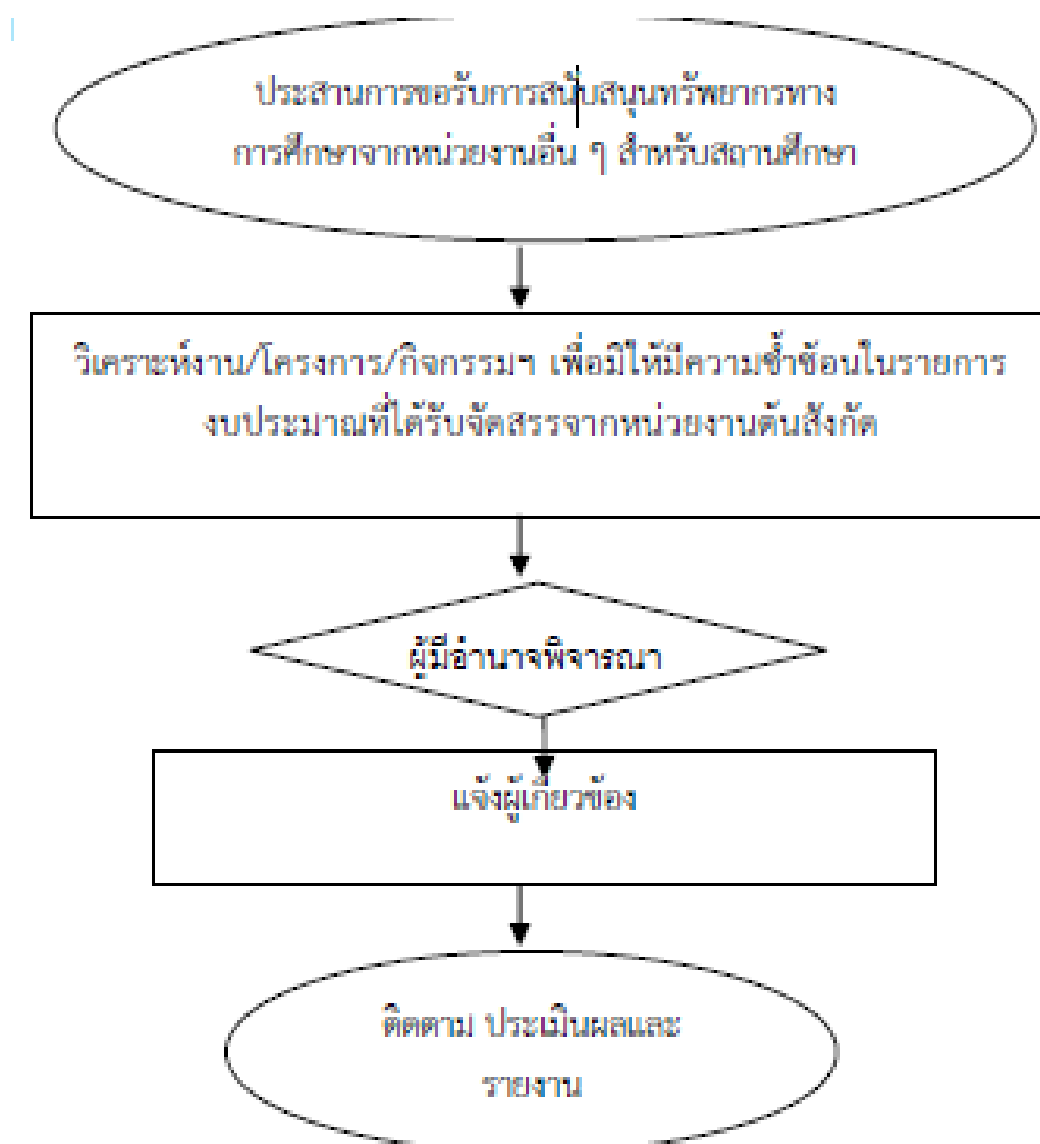 ประสานการขอรับการสนับสนุนทรัพยากรทาง
การศึกษาจากหน่วยงานอื่น ๆ สำหรับสถานศึกษา
วิเคราะห์งาน/โครงการ/กิจกรรมฯ เพื่อมิให้มีความซ้ำซ้อนในรายการ
งบประมาณที่ได้รับจัดสรรจากหน่วยงานต้นสังกัด
ผู้มีอำนาจพิจารณา
แจ้งผู้เกี่ยวข้อง
ติดตาม ประเมินผลและ
รายงาน